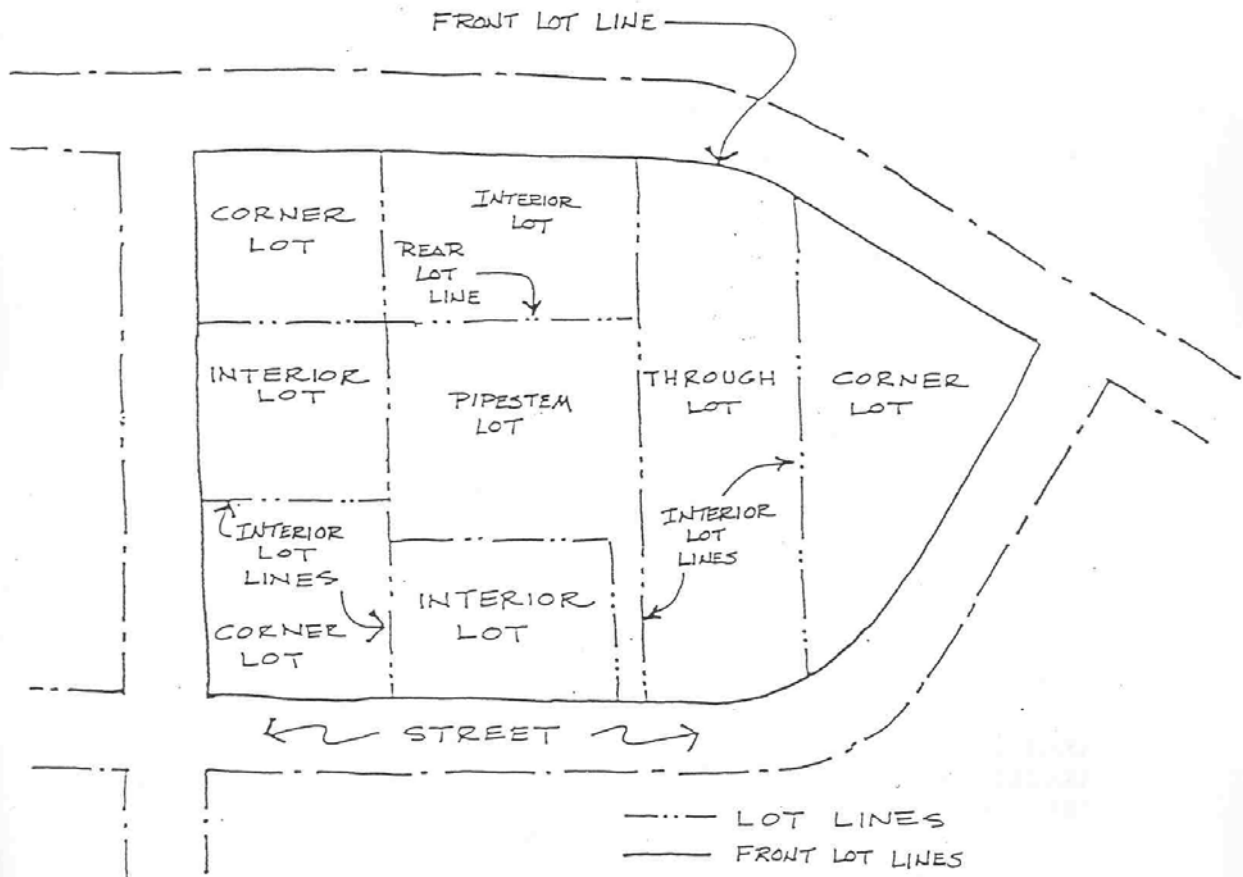 FRONT LOT LINE
CORNER
LOT
INTERIOR
LOT
REAR
LOT
LINE
INTERIOR
LOT
PIPESTEM
LOT
THROUGH
LOT
CORNER
LOT
INTERIOR
LOT
LINES
INTERIOR
LOT
LINES
INTERIOR
LOT
CORNER
LOT
STREET
LOT LINES
FRONT LOT LINES